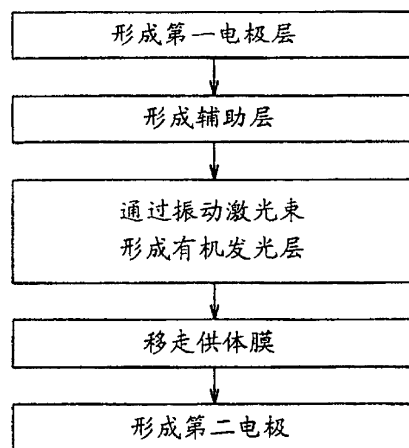 形成第一电极层
形成辅助层
通过振动激光束
形成有机发光层
移走供体膜
形成第二电极